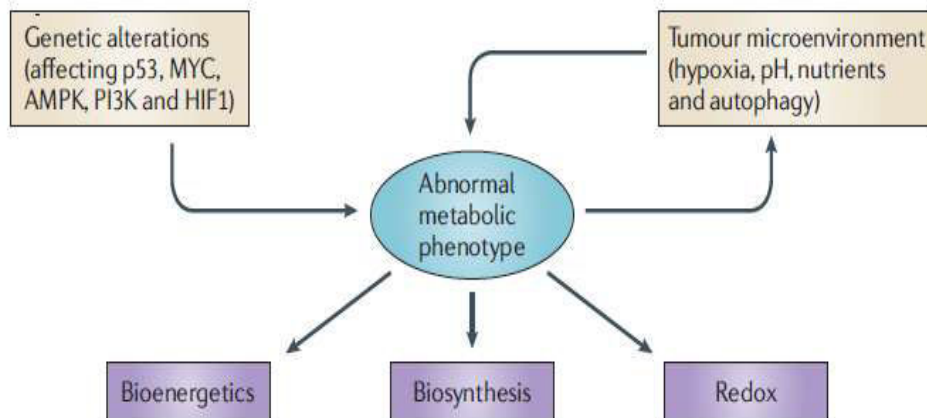 Genetic alterations
(affecting p53, MYC,
AMPK, PI3K and HIF1)
Tumour microenvironment
(hypoxia, pH, nutrients
and autophagy)
Abnormal
metabolic
phenotype
Bioenergetics
Biosynthesis
Redox